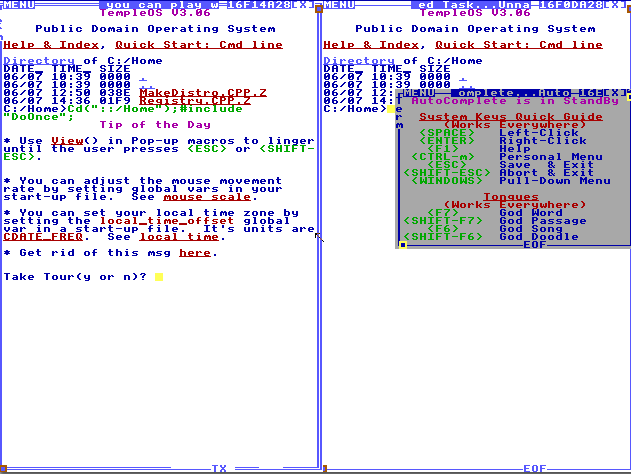 MENU you can play w 16F14A28[X]
TempleOS V3.06
Public Domain Operating System
Help & Index, Quick Start: Cmd line
Directory of C:/Home
DATE_ TIME_ SIZE
06/07 10:39 0000 .
06/07 10:39 0000 ..
06/07 12:50 038E MakeDistro.CPP.Z
06/07 14:36 01F9 Registry.CPP.Z
C:/Home>Cd("::/Home");#include
"DoOnce";
Tip of the Day
* Use View() in Pop-up macros to linger
until the user presses <ESC> or <SHIFT-
ESC>.
* You can adjust the mouse movement
rate by setting global vars in your
start-up file. See mouse scale.
* You can set your local time zone by
setting the local_time_offset global
var in a start-up file. It's units are
CDATE_FREQ. See local time.
* Get rid of this msg here.
Take Tour(y or n)?
TX
MENU ed Task...Unna 16F0DA28[X]
TempleOS V3.06
Public Domain Operating System
Help & Index, Quick Start: Cmd line
Directory of C:/Home
DATE_ TIME_ SIZE
06/07 10:39 0000 .
06/07 10:39 0000 ..
06/07 12:
06/07 14:
C:/Home>
MENU omplete...Auto 16E [X]
AutoComplete is in StandBy
System Keys Quick Guide
(Works Everywhere)
<SPACE> Left-Click
<ENTER> Right-Click
<F1> Help
<CTRL-m> Personal Menu
<ESC> Save & Exit
<SHIFT-ESC> Abort & Exit
<WINDOWS> Pull-Down Menu
Tongues
(Works Everywhere)
<F7> God Word
<SHIFT-F7> God Passage
<F6> God Song
<SHIFT-F6> God Doodle
EOF
EOF